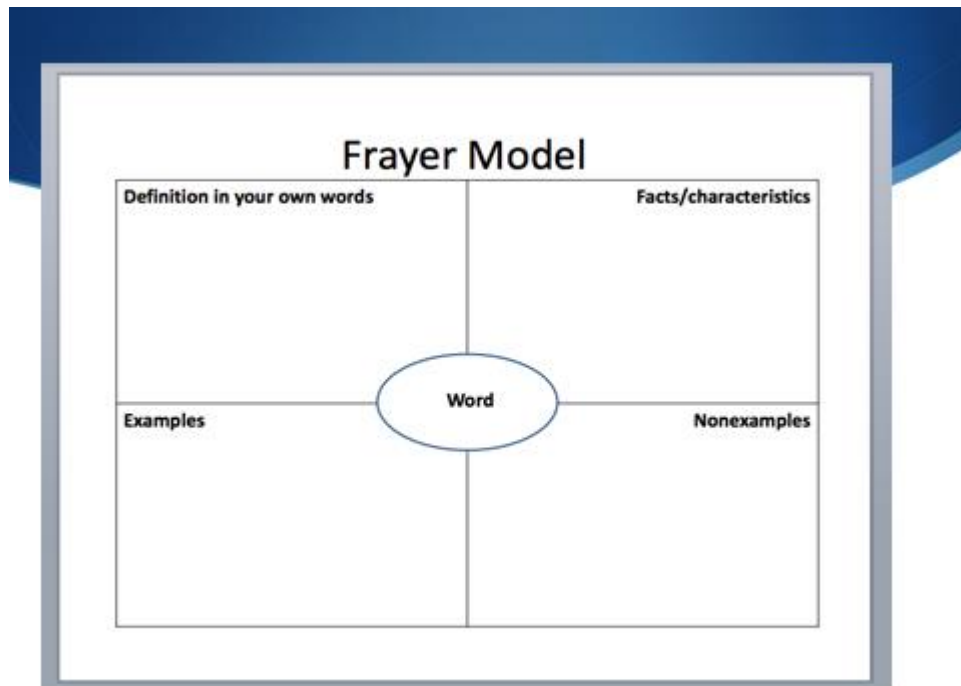 Frayer Model
Definition in your own words
Facts/characteristics
Word
Examples
Nonexamples